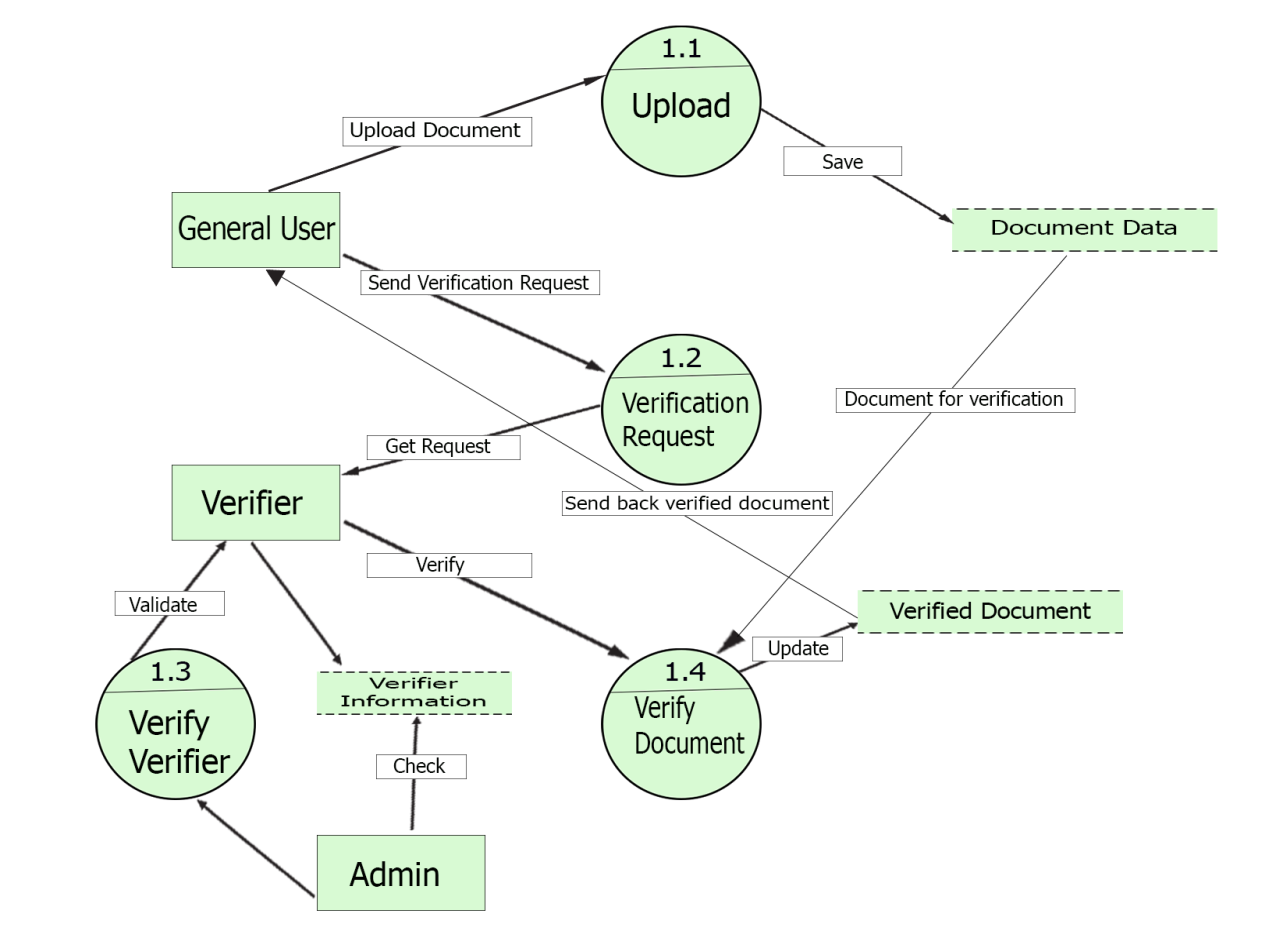 1.1
Upload
Upload Document
Save
General User
Document Data
Send Verification Request
1.2
Verification
Request
Document for verification
Get Request
Verifier
Send back verified document
Verify
Validate
Verified Document
Update
1.3
Verify
Verifier
Verifier
Information
1.4
Verify
Document
Check
Admin